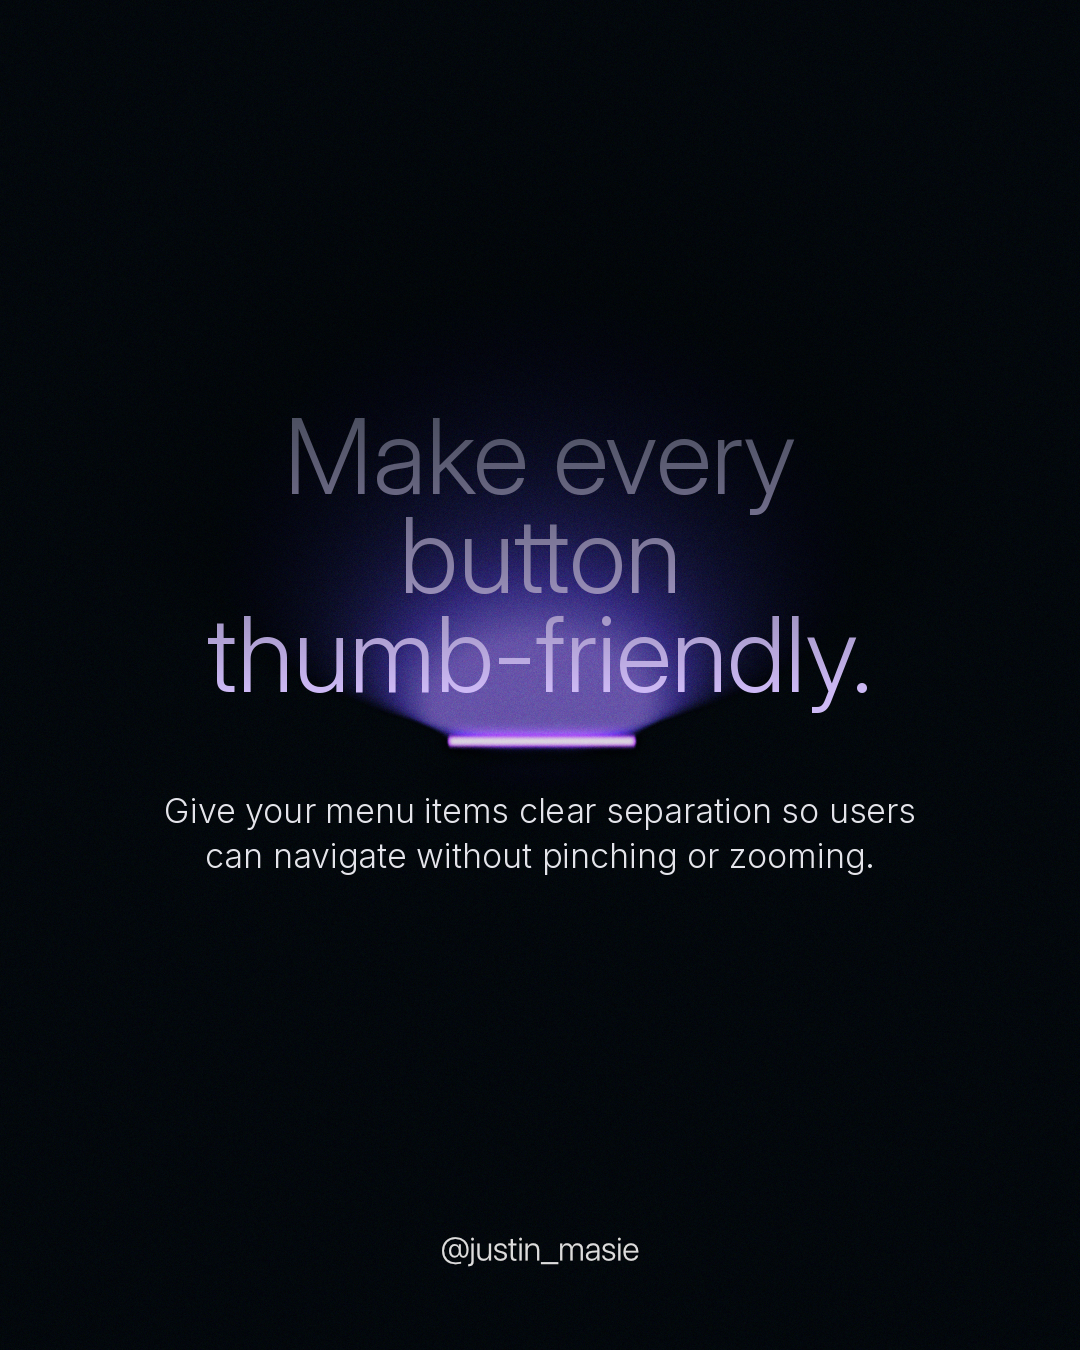 Make every
button
thumb-friendly.
Give your menu items clear separation so users
can navigate without pinching or zooming.
@justin_masie